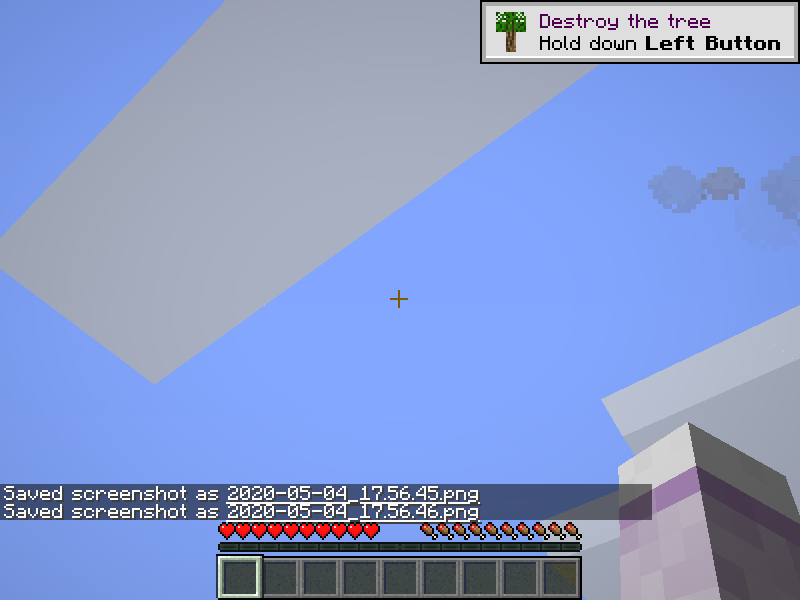 Destroy the tree
Hold down Left Button
Saved screenshot as 2020-05-04_17.56.45.png
Saved screenshot as 2020-05-04_17.56.46.png